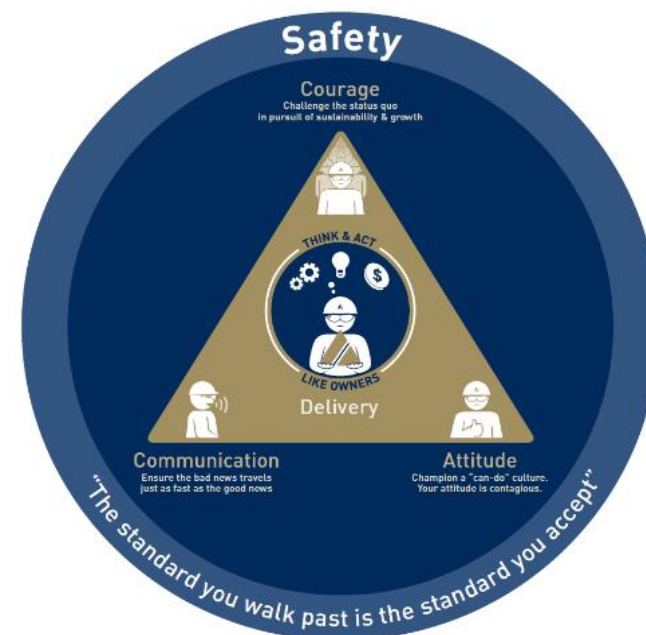 Safety
Courage
Challenge the status quo
in pursuit of sustainability & growth
THINK & ACT
$
LIKE OWNERS
Delivery
Communication
Ensure the bad news travels
just as fast as the good news
Attitude
Champion a "can-do" culture.
Your attitude is contagious.
"The standard you walk past is the standard you accept"